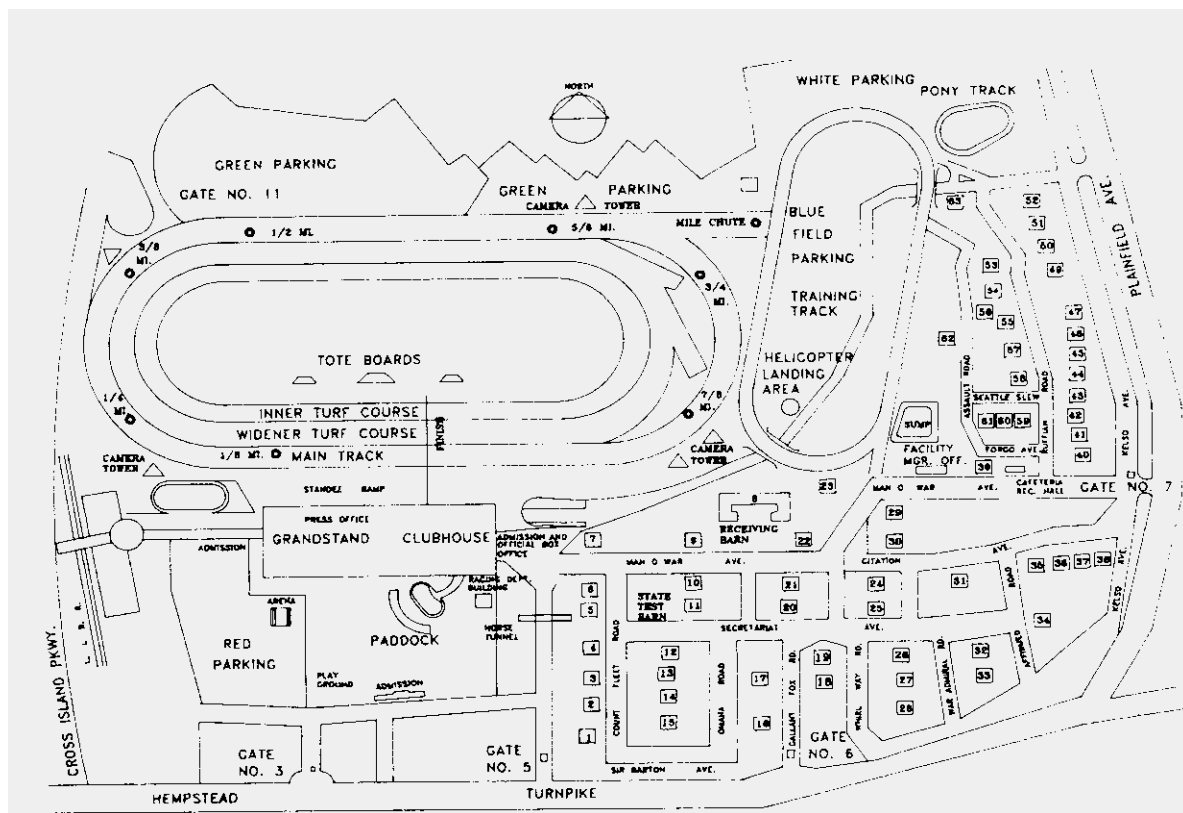 WHITE PARKING
PONY TRACK
NORTH
GREEN PARKING
GATE NO. 11
GREEN PARKING
CAMERA TOWER
MILE CHUTE
1/2 MI.
5/8 MI.
3/8
MI.
3/4
MI.
BLUE
FIELD
PARKING
TRAINING
TRACK
HELICOPTER
LANDING
AREA
PLAINFIELD AVE.
63
52
51
50
49
53
54
56
55
57
58
62
47
46
45
44
43
42
41
40
ASSAULT ROAD
SEATTLE SLEW
61 60 59
FORGO AVE.
RUFFIAN ROAD
KELSO AVE.
TOTE BOARDS
1/4
MI.
7/8
MI.
INNER TURF COURSE
WIDENER TURF COURSE
1/8 MI.
MAIN TRACK
FINISH
CAMERA
TOWER
CAMERA
TOWER
SUMP
FACILITY
MGR. OFF.
39
CAFETERIA
REC. HALL
GATE NO. 7
MAN O WAR AVE.
23
29
30
STANDEE RAMP
PRESS OFFICE
GRANDSTAND
CLUBHOUSE
ADMISSION
ADMISSION AND
OFFICIAL BOX
OFFICE
RACING DEPT.
BUILDING
8
RECEIVING
BARN
7
9
22
MAN O WAR AVE.
CITATION AVE.
6
5
10
STATE
TEST
BARN
11
21
20
24
25
31
35 36 37 38
34
ROAD
KELSO AVE.
ARENA
PADDOCK
HORSE
TUNNEL
SECRETARIAT AVE.
RED
PARKING
PLAY
GROUND
ADMISSION
4
3
2
1
COUNT FLEET ROAD
12
13
14
15
OMAHA ROAD
17
16
GALLANT FOX RD.
19
18
WHIRL WAY RD.
26
27
28
WAR ADMIRAL RD.
32
33
AFFIRMED
GATE
NO. 6
GATE
NO. 3
GATE
NO. 5
SIR BARTON AVE.
L. I. R. R.
CROSS ISLAND PKWY.
HEMPSTEAD TURNPIKE